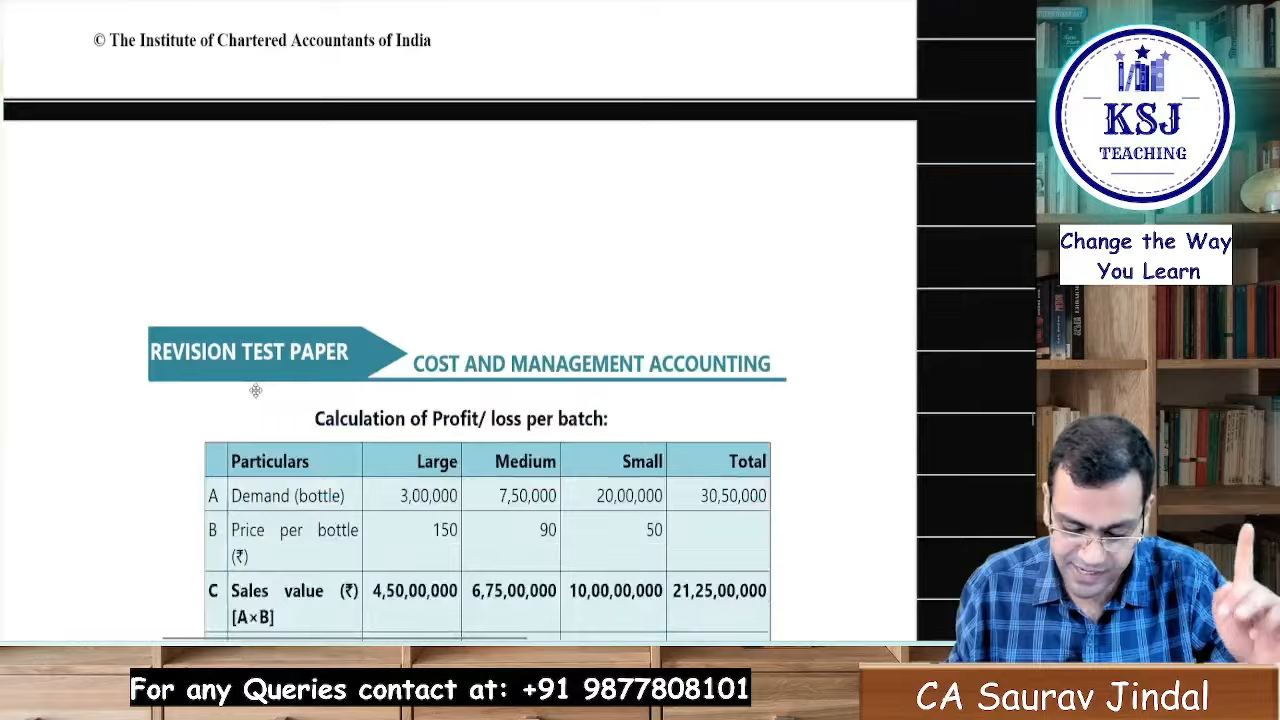 © The Institute of Chartered Accountants of India
KSJ
TEACHING
Change the Way
You Learn
REVISION TEST PAPER
COST AND MANAGEMENT ACCOUNTING
Calculation of Profit/ loss per batch:
Particulars Large Medium Small Total
A Demand (bottle) 3,00,000 7,50,000 20,00,000 30,50,000
B Price per bottle 150 90 50
(₹)
C Sales value (₹) 4,50,00,000 6,75,00,000 10,00,00,000 21,25,00,000
[A×B]
For any Queries contact at: +91 9877808101
CA Saurav Jindal